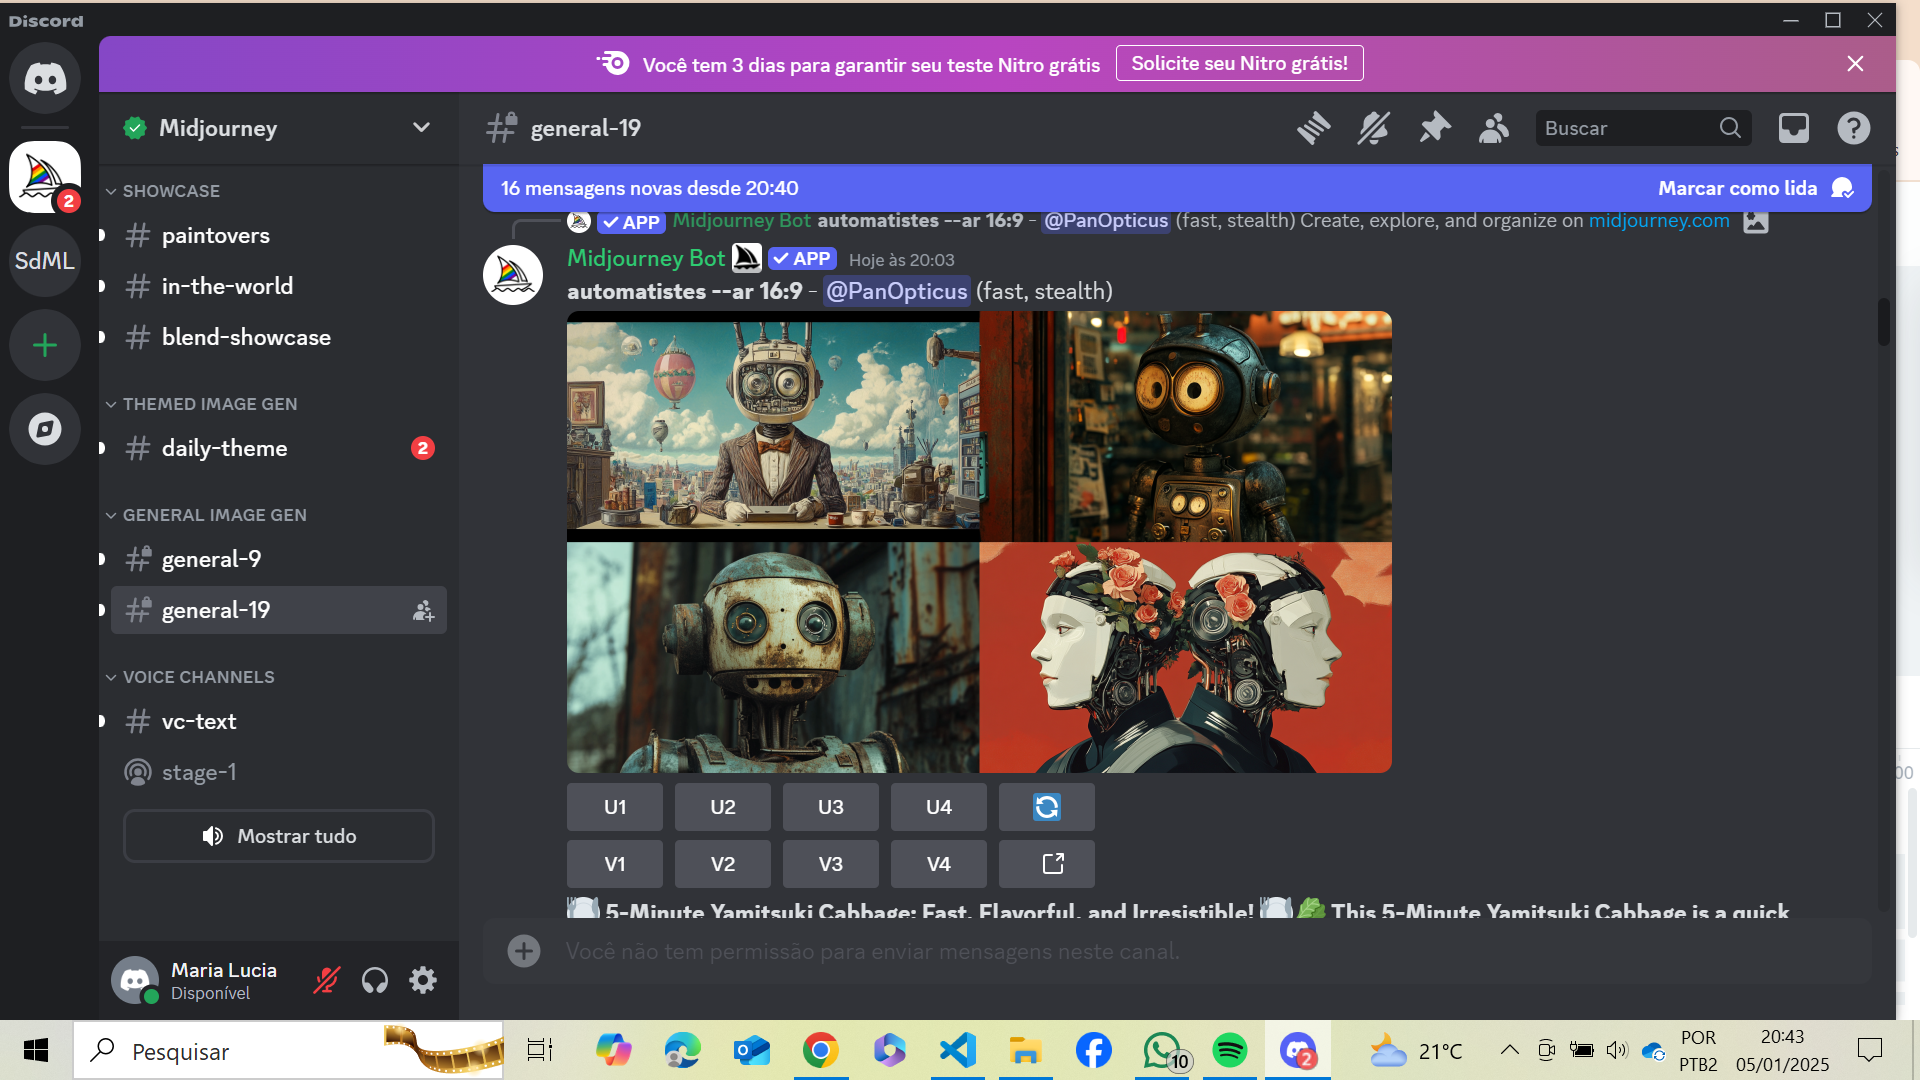 Discord
Você tem 3 dias para garantir seu teste Nitro grátis
Solicite seu Nitro grátis!
Midjourney
general-19
Buscar
16 mensagens novas desde 20:40
Marcar como lida
SHOWCASE
paintovers
in-the-world
blend-showcase
THEMED IMAGE GEN
daily-theme
2
GENERAL IMAGE GEN
general-9
general-19
VOICE CHANNELS
vc-text
stage-1
Mostrar tudo
2
SdML
Maria Lucia
Disponível
APP Midjourney Bot automatistes --ar 16:9 - @PanOpticus (fast, stealth) Create, explore, and organize on midjourney.com
Midjourney Bot APP Hoje às 20:03
automatistes --ar 16:9 - @PanOpticus (fast, stealth)
U1 U2 U3 U4
V1 V2 V3 V4
5-Minute Yamitsuki Cabbage: Fast, Flavorful, and Irresistible! This 5-Minute Yamitsuki Cabbage is a quick
Você não tem permissão para enviar mensagens neste canal.
Pesquisar
10
2
21°C
POR
PTB2
20:43
05/01/2025